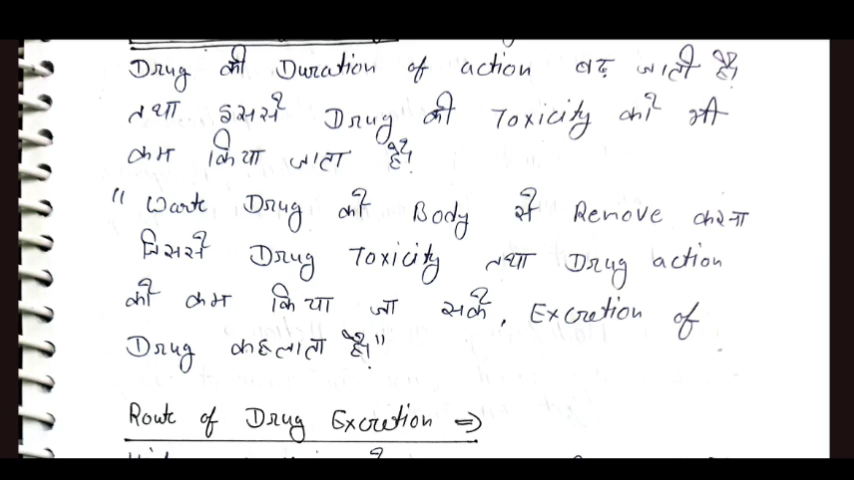 Drug की Duration of action बढ़ जाती है।
तथा इससे Drug की Toxicity को भी
कम किया जाता है।
" Waste Drug को Body से Remove करना
जिससे Drug Toxicity तथा Drug action
को कम किया जा सके, Excretion of
Drug कहलाता है।"
Route of Drug Excretion ⇒